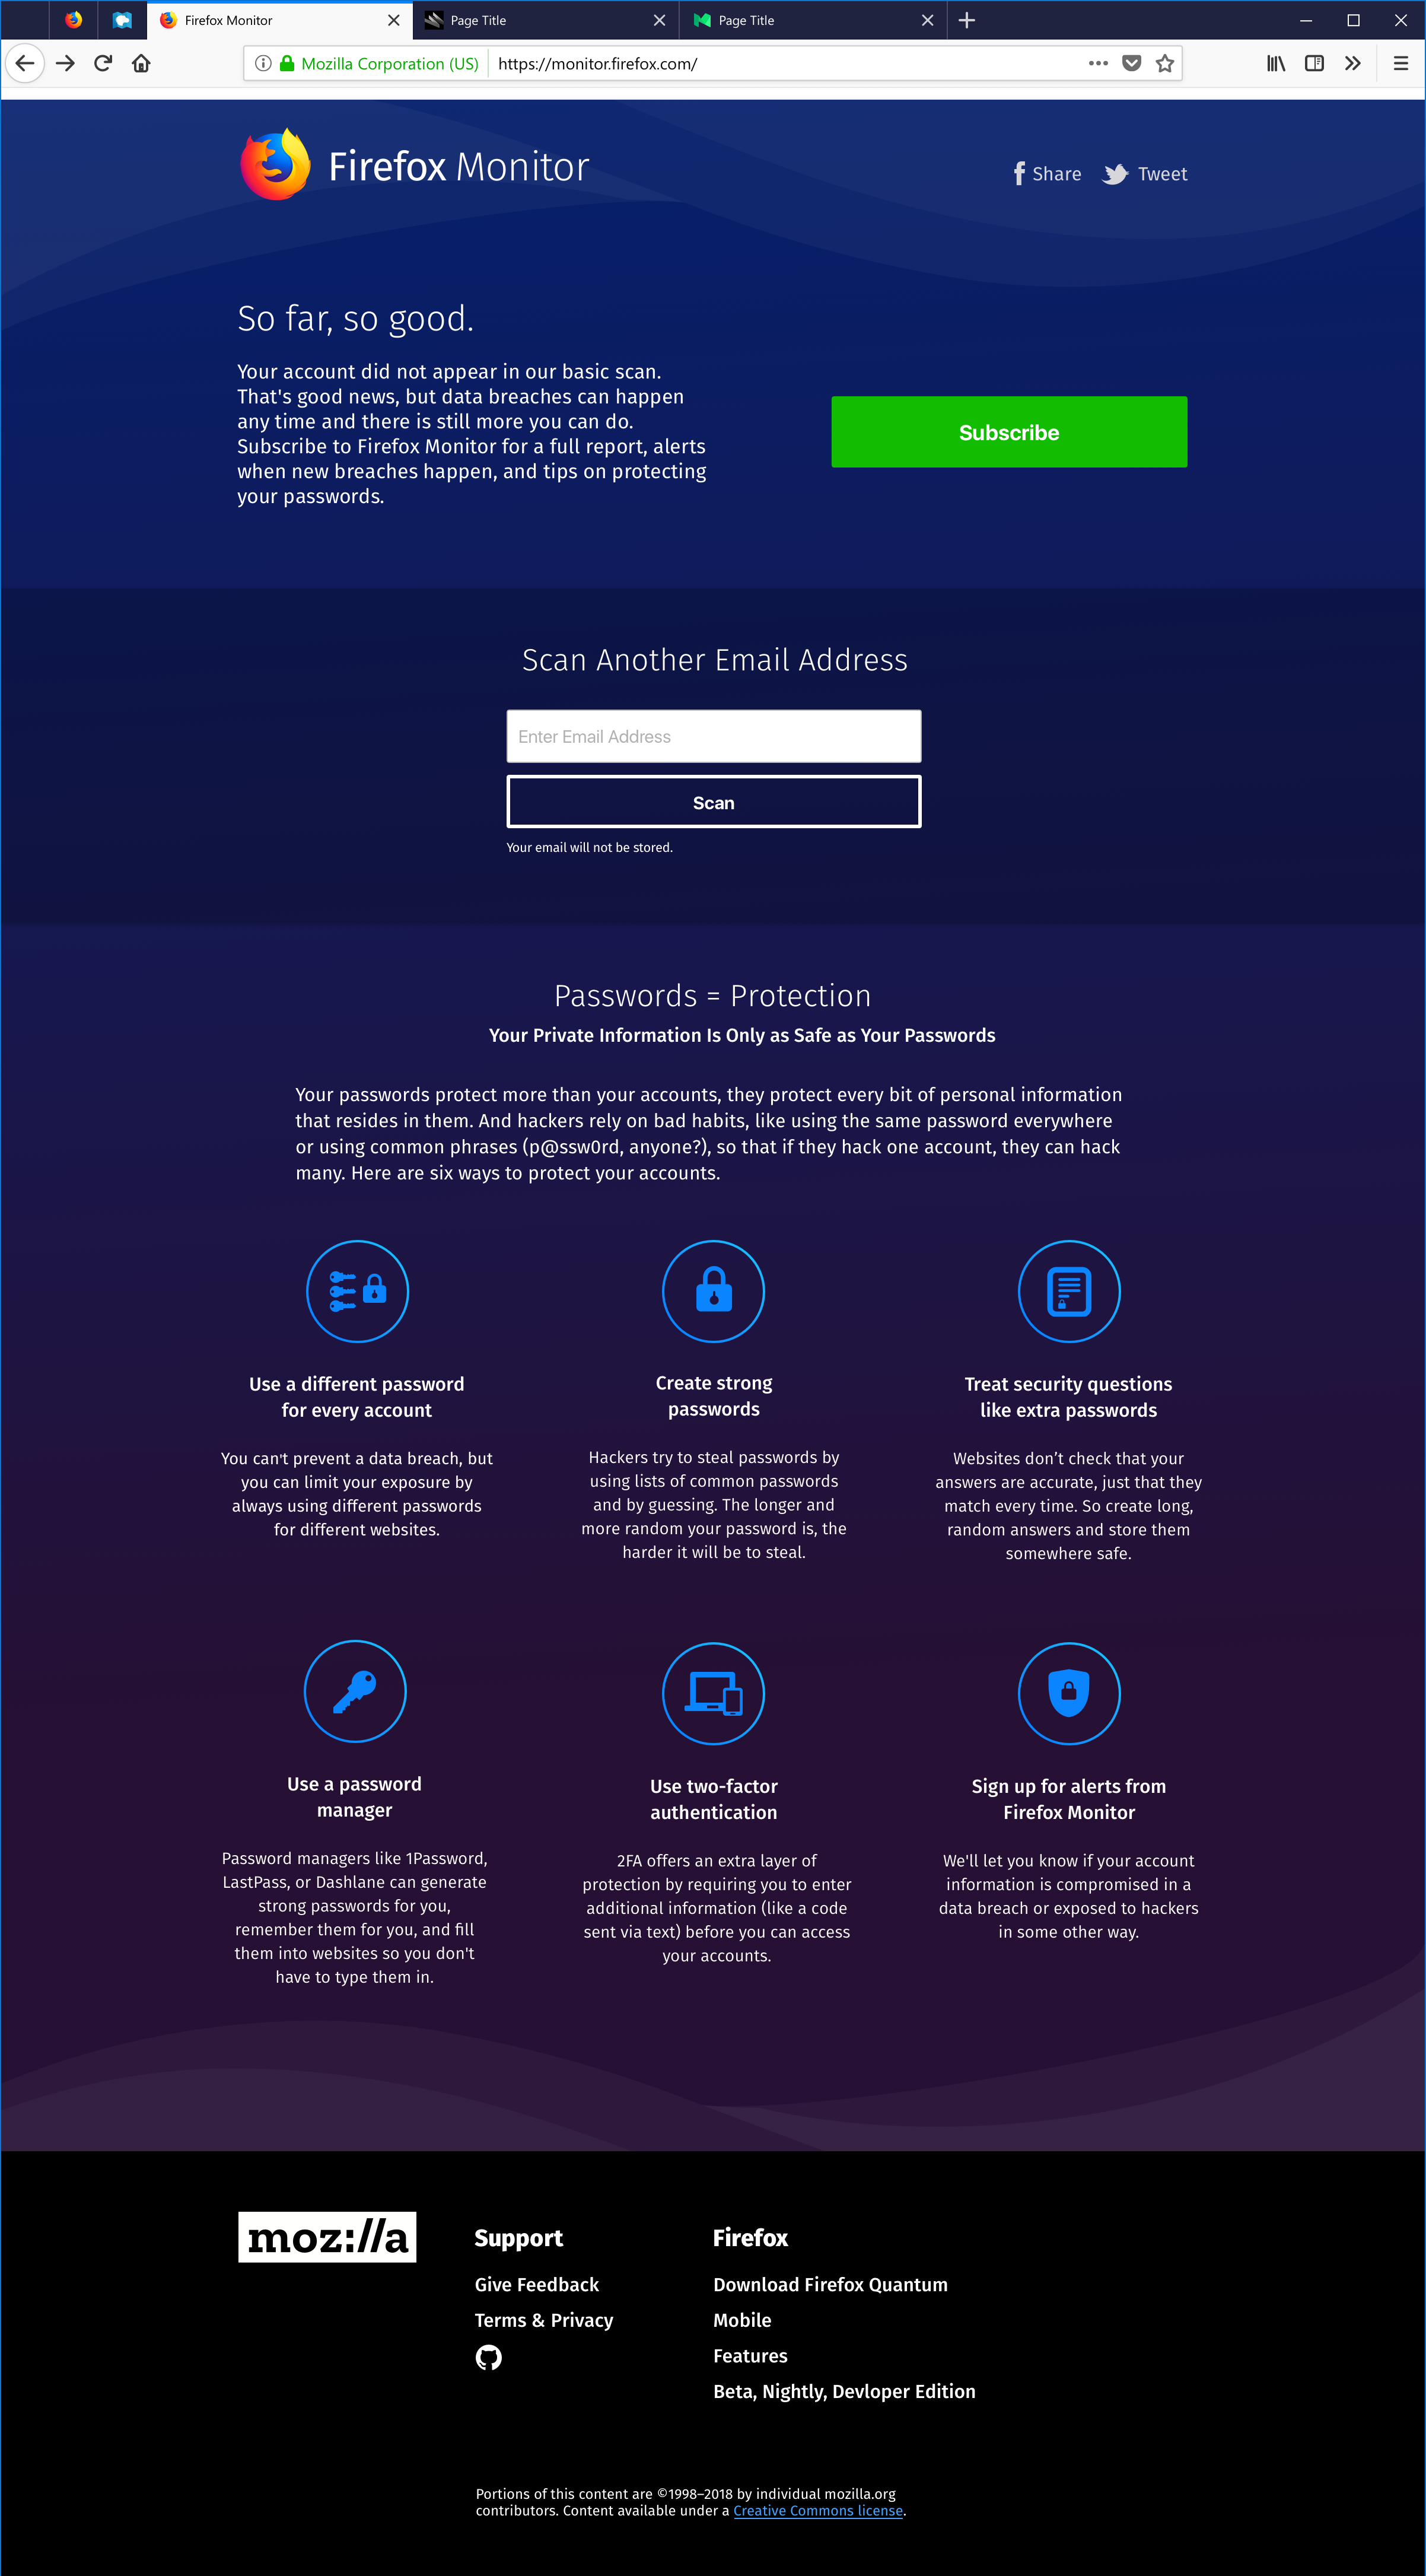 Firefox Monitor
Page Title
Page Title
Mozilla Corporation (US)
https://monitor.firefox.com/
Firefox Monitor
Share
Tweet
So far, so good.
Your account did not appear in our basic scan.
That's good news, but data breaches can happen
any time and there is still more you can do.
Subscribe to Firefox Monitor for a full report, alerts
when new breaches happen, and tips on protecting
your passwords.
Subscribe
Scan Another Email Address
Enter Email Address
Scan
Your email will not be stored.
Passwords = Protection
Your Private Information Is Only as Safe as Your Passwords
Your passwords protect more than your accounts, they protect every bit of personal information
that resides in them. And hackers rely on bad habits, like using the same password everywhere
or using common phrases (p@ssw0rd, anyone?), so that if they hack one account, they can hack
many. Here are six ways to protect your accounts.
Use a different password
for every account
You can't prevent a data breach, but
you can limit your exposure by
always using different passwords
for different websites.
Create strong
passwords
Hackers try to steal passwords by
using lists of common passwords
and by guessing. The longer and
more random your password is, the
harder it will be to steal.
Treat security questions
like extra passwords
Websites don’t check that your
answers are accurate, just that they
match every time. So create long,
random answers and store them
somewhere safe.
Use a password
manager
Password managers like 1Password,
LastPass, or Dashlane can generate
strong passwords for you,
remember them for you, and fill
them into websites so you don't
have to type them in.
Use two-factor
authentication
2FA offers an extra layer of
protection by requiring you to enter
additional information (like a code
sent via text) before you can access
your accounts.
Sign up for alerts from
Firefox Monitor
We'll let you know if your account
information is compromised in a
data breach or exposed to hackers
in some other way.
moz://a
Support
Give Feedback
Terms & Privacy
Firefox
Download Firefox Quantum
Mobile
Features
Beta, Nightly, Devloper Edition
Portions of this content are ©1998–2018 by individual mozilla.org
contributors. Content available under a Creative Commons license.